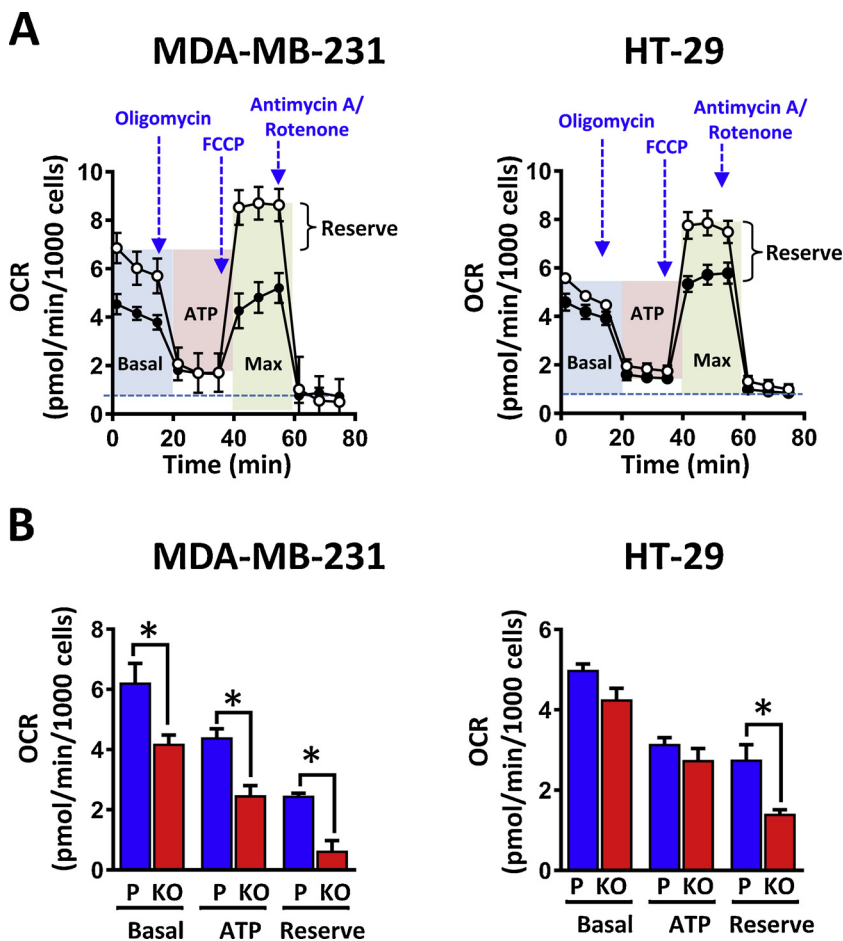 A
MDA-MB-231
HT-29
Oligomycin
FCCP
Antimycin A/
Rotenone
OCR
(pmol/min/1000 cells)
10
8
6
4
2
0
Reserve
ATP
Basal
Max
0 20 40 60 80
Time (min)
Oligomycin
FCCP
Antimycin A/
Rotenone
OCR
(pmol/min/1000 cells)
10
8
6
4
2
0
Reserve
ATP
Basal
Max
0 20 40 60 80
Time (min)
B
MDA-MB-231
HT-29
OCR
(pmol/min/1000 cells)
8
6
4
2
0
* * *
P KO P KO P KO
Basal ATP Reserve
OCR
(pmol/min/1000 cells)
6
4
2
0
*
P KO P KO P KO
Basal ATP Reserve